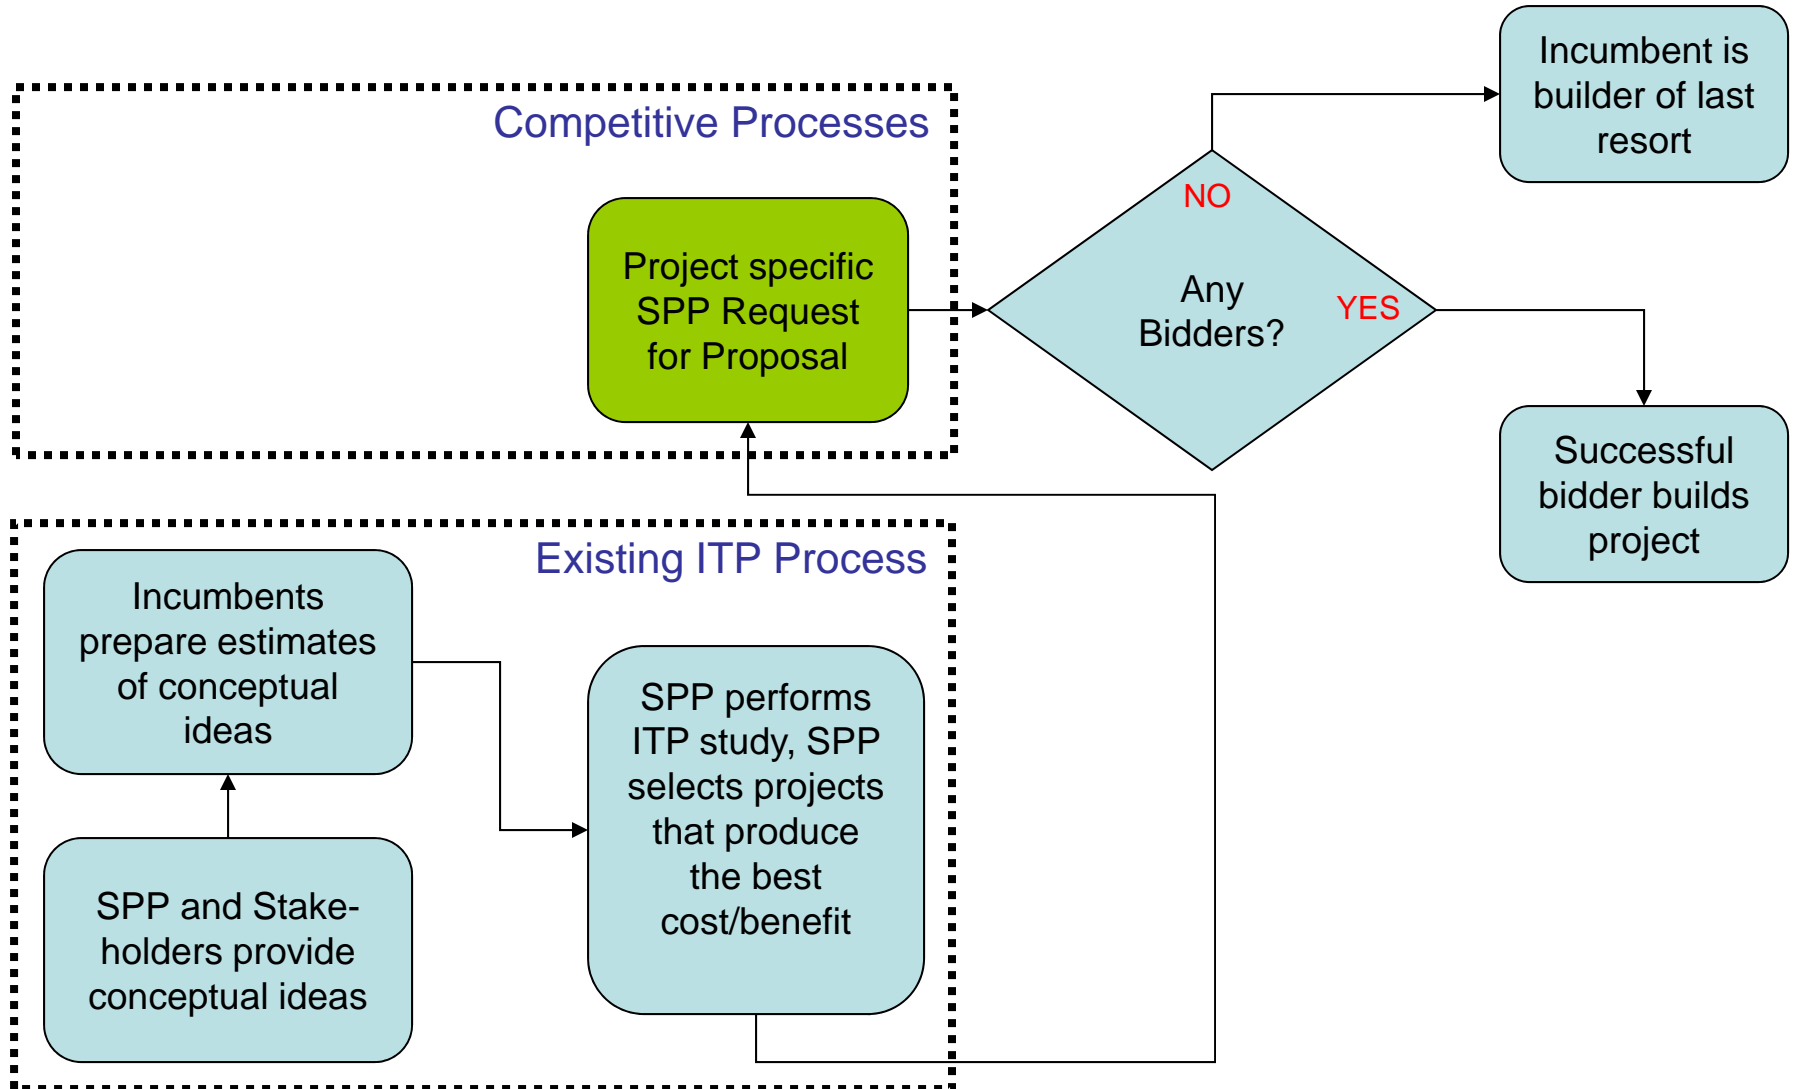 Incumbent is
builder of last
resort
Competitive Processes
NO
Project specific
SPP Request
for Proposal
Any
Bidders?
YES
Successful
bidder builds
project
Existing ITP Process
Incumbents
prepare estimates
of conceptual
ideas
SPP performs
ITP study, SPP
selects projects
that produce
the best
cost/benefit
SPP and Stake-
holders provide
conceptual ideas